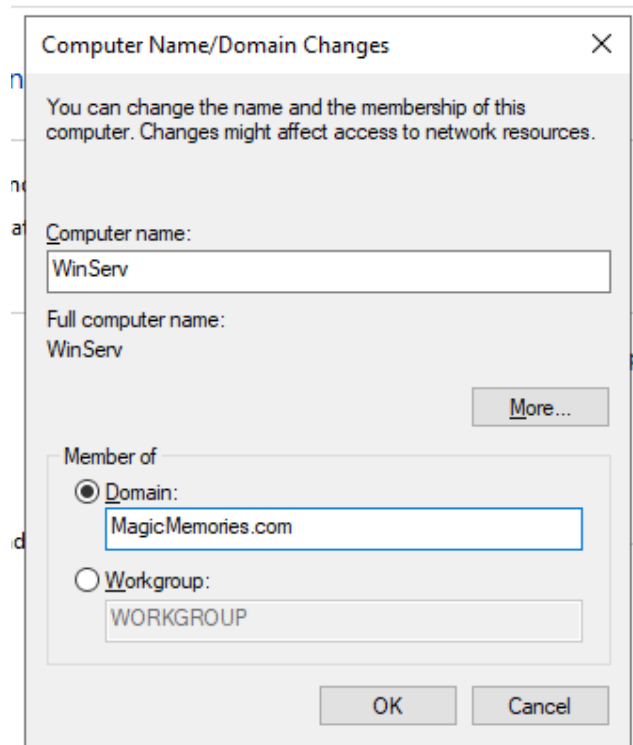 Computer Name/Domain Changes
You can change the name and the membership of this
computer. Changes might affect access to network resources.
Computer name:
WinServ
Full computer name:
WinServ
More...
Member of
Domain:
MagicMemories.com
Workgroup:
WORKGROUP
OK
Cancel